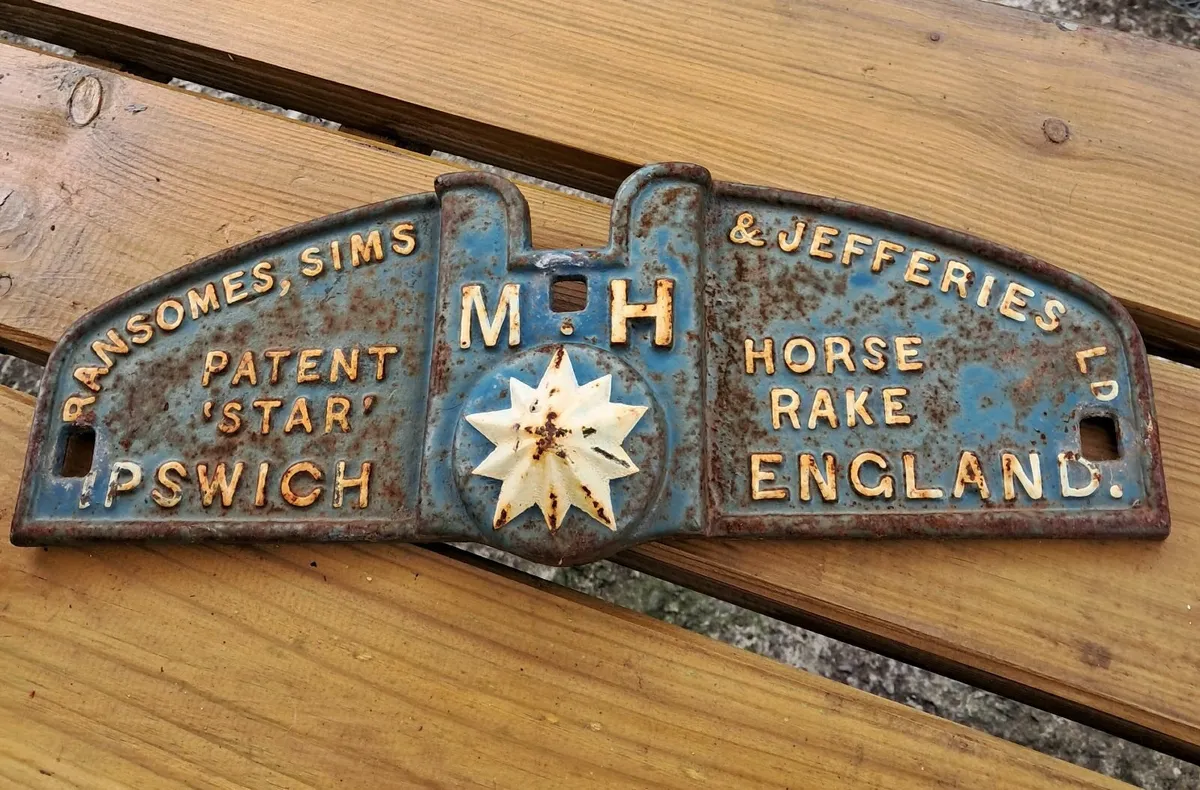 RANSOMES, SIMS & JEFFERIES LD
M · H
PATENT
'STAR'
HORSE
RAKE
IPSWICH
ENGLAND.